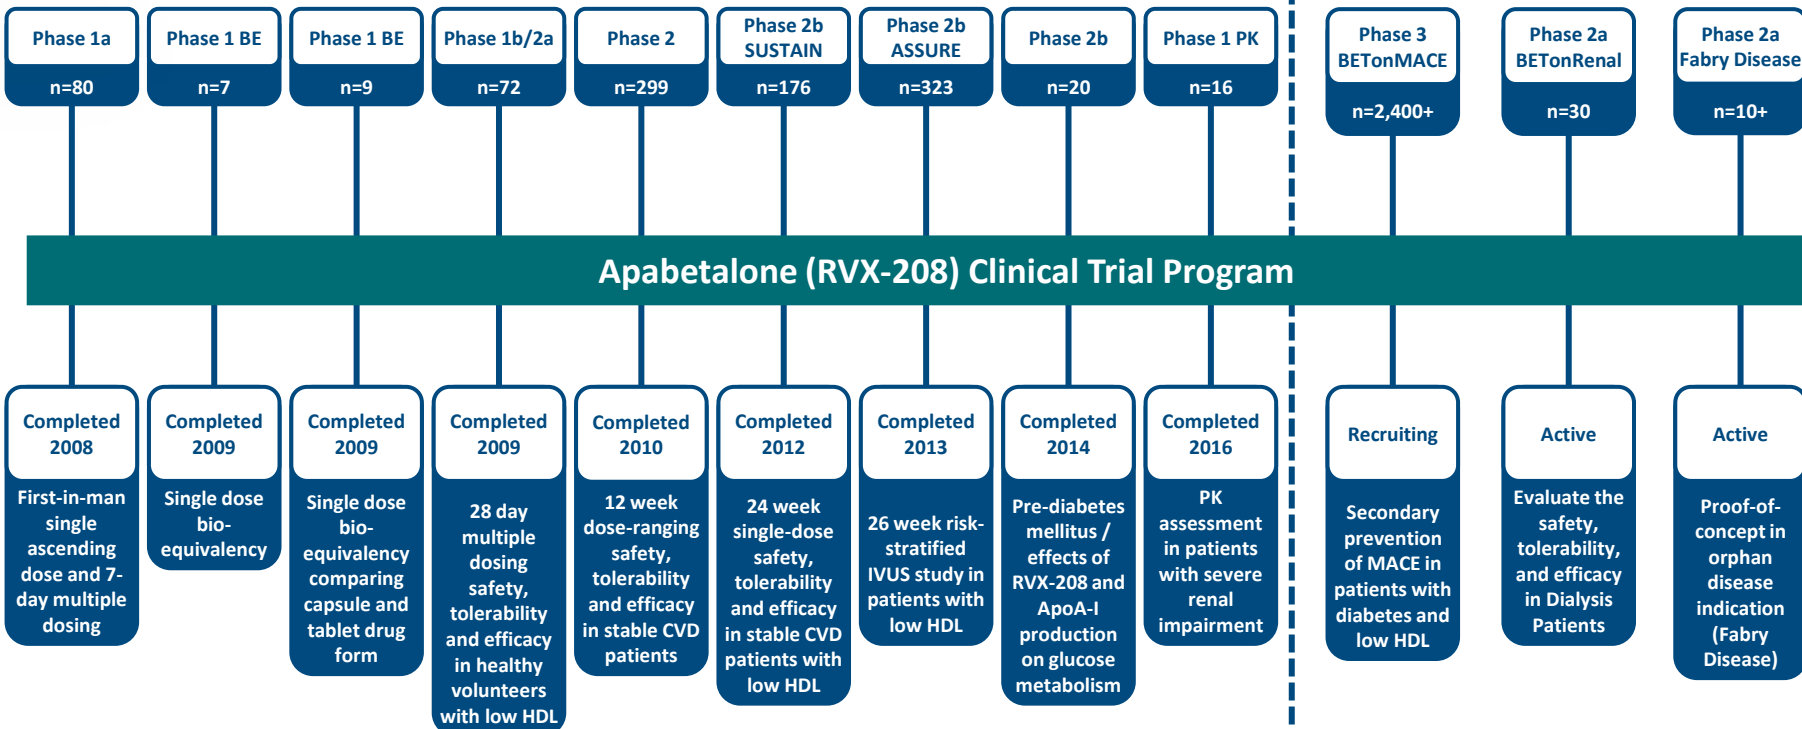 Phase 1a
n=80
Phase 1 BE
n=7
Phase 1 BE
n=9
Phase 1b/2a
n=72
Phase 2
n=299
Phase 2b
SUSTAIN
n=176
Phase 2b
ASSURE
n=323
Phase 2b
n=20
Phase 1 PK
n=16
Phase 3
BETonMACE
n=2,400+
Phase 2a
BETonRenal
n=30
Phase 2a
Fabry Disease
n=10+
Apabetalone (RVX-208) Clinical Trial Program
Completed
2008
First-in-man
single
ascending
dose and 7-
day multiple
dosing
Completed
2009
Single dose
bio-
equivalency
Completed
2009
Single dose
bio-
equivalency
comparing
capsule and
tablet drug
form
Completed
2009
28 day
multiple
dosing
safety,
tolerability
and efficacy
in healthy
volunteers
with low HDL
Completed
2010
12 week
dose-ranging
safety,
tolerability
and efficacy
in stable CVD
patients
Completed
2012
24 week
single-dose
safety,
tolerability
and efficacy
in stable CVD
patients with
low HDL
Completed
2013
26 week risk-
stratified
IVUS study in
patients with
low HDL
Completed
2014
Pre-diabetes
mellitus /
effects of
RVX-208 and
ApoA-I
production
on glucose
metabolism
Completed
2016
PK
assessment
in patients
with severe
renal
impairment
Recruiting
Secondary
prevention
of MACE in
patients with
diabetes and
low HDL
Active
Evaluate the
safety,
tolerability,
and efficacy
in Dialysis
Patients
Active
Proof-of-
concept in
orphan
disease
indication
(Fabry
Disease)